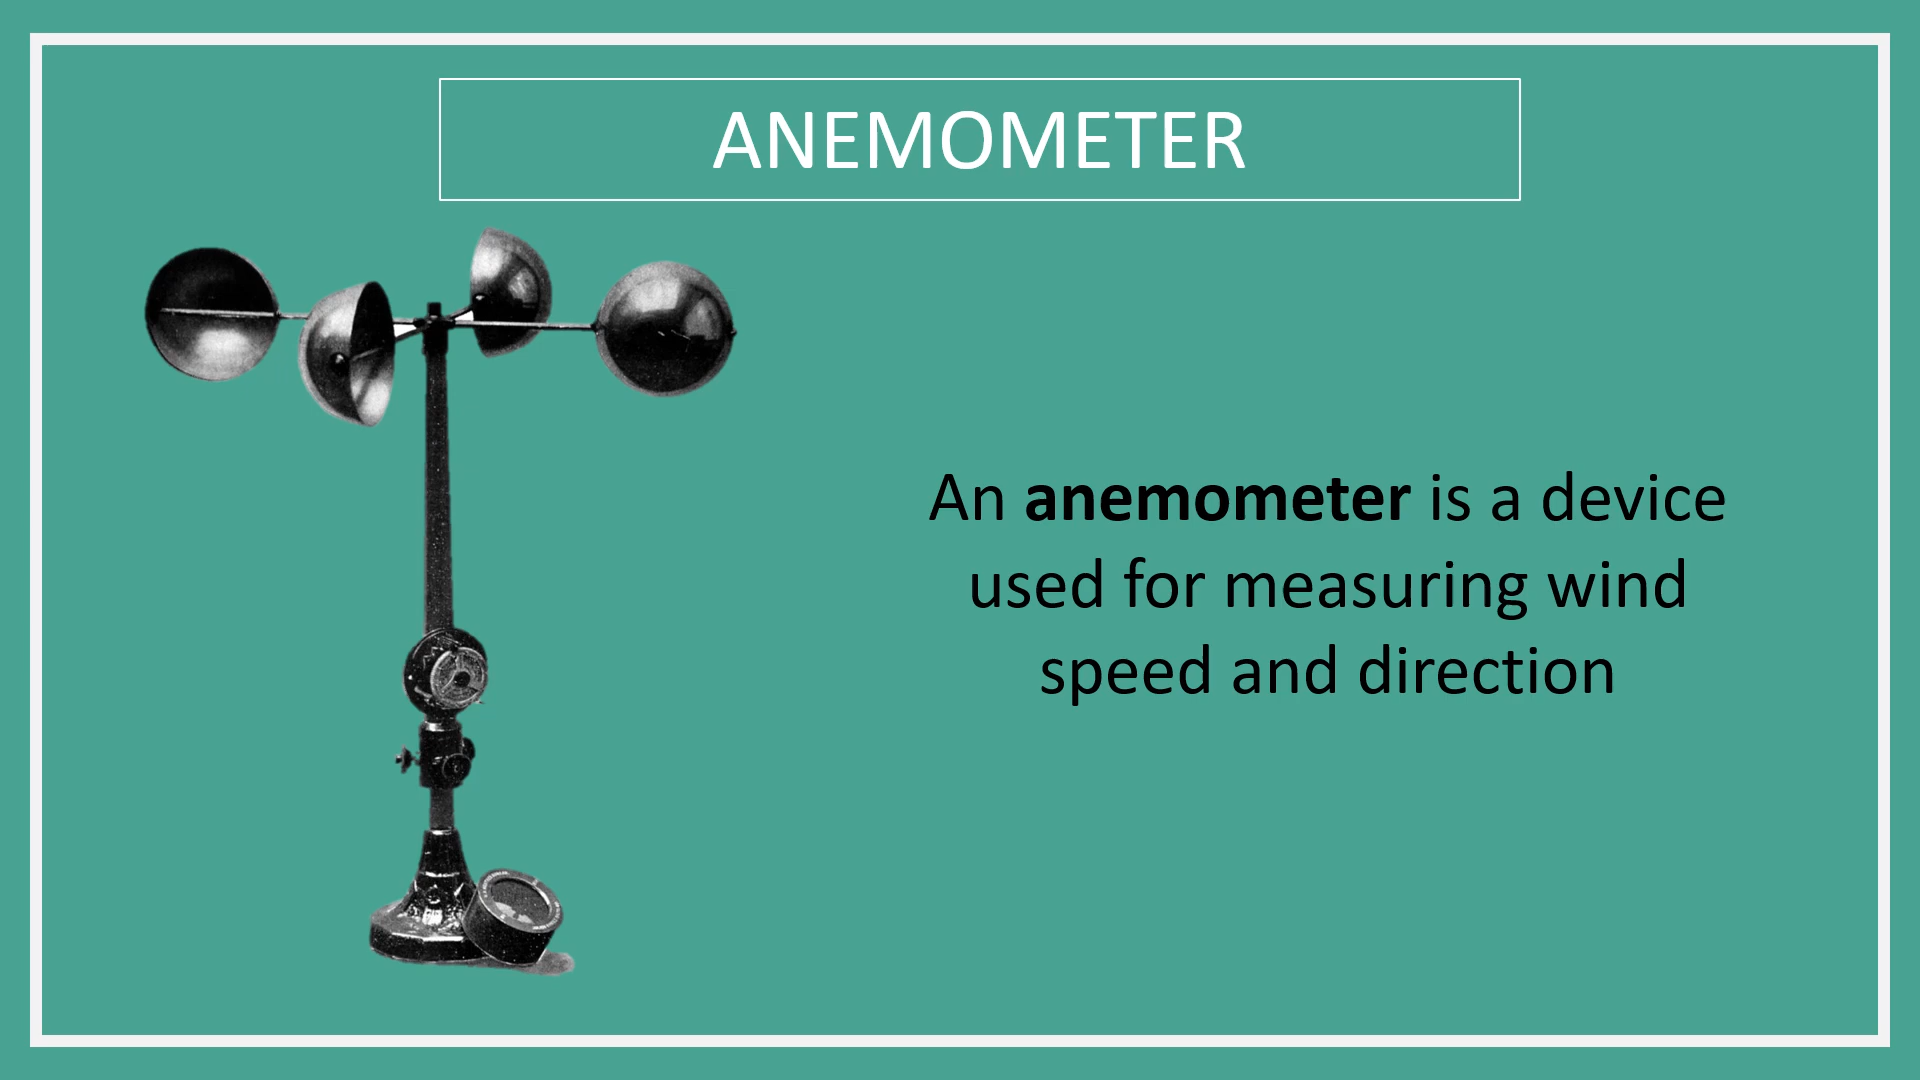 ANEMOMETER
An anemometer is a device
used for measuring wind
speed and direction